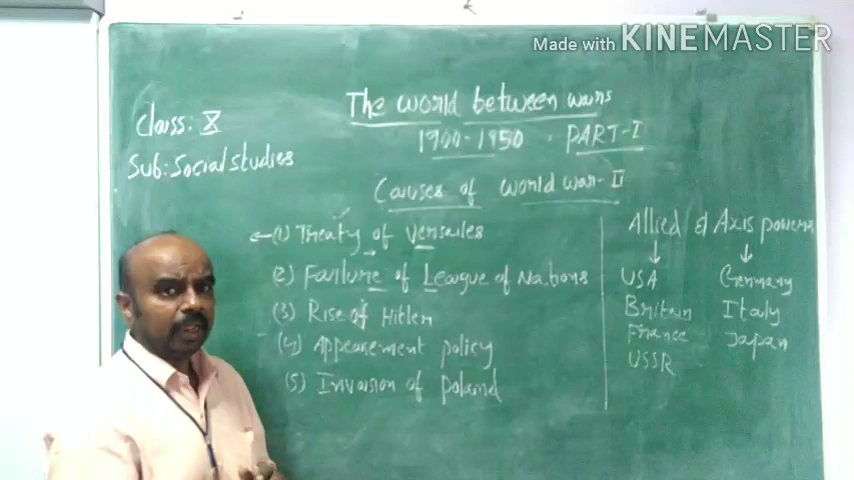 Made with KINEMASTER
The world between wars
Class: X
1900-1950. PART-I
Sub: Social studies
Causes of world war-II
(1) Treaty of Versailes
(2) Failure of League of Nations
(3) Rise of Hitler
(4) Appeasement policy
(5) Invasion of poland
Allied & Axis powers
USA Germany
Britain Italy
France Japan
USSR